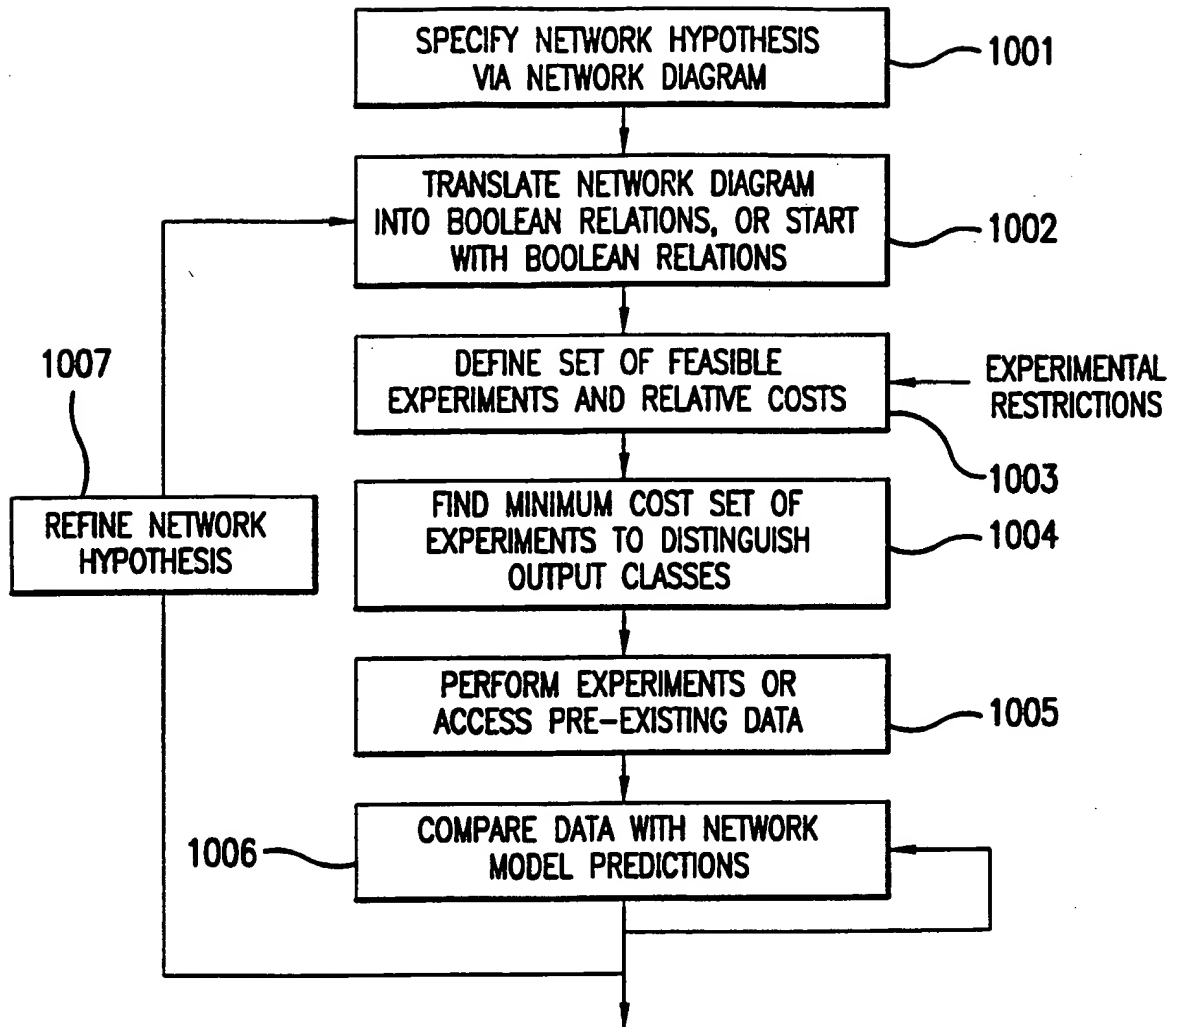 SPECIFY NETWORK HYPOTHESIS
VIA NETWORK DIAGRAM
1001
TRANSLATE NETWORK DIAGRAM
INTO BOOLEAN RELATIONS, OR START
WITH BOOLEAN RELATIONS
1002
1007
DEFINE SET OF FEASIBLE
EXPERIMENTS AND RELATIVE COSTS
EXPERIMENTAL
RESTRICTIONS
1003
REFINE NETWORK
HYPOTHESIS
FIND MINIMUM COST SET OF
EXPERIMENTS TO DISTINGUISH
OUTPUT CLASSES
1004
PERFORM EXPERIMENTS OR
ACCESS PRE-EXISTING DATA
1005
COMPARE DATA WITH NETWORK
MODEL PREDICTIONS
1006